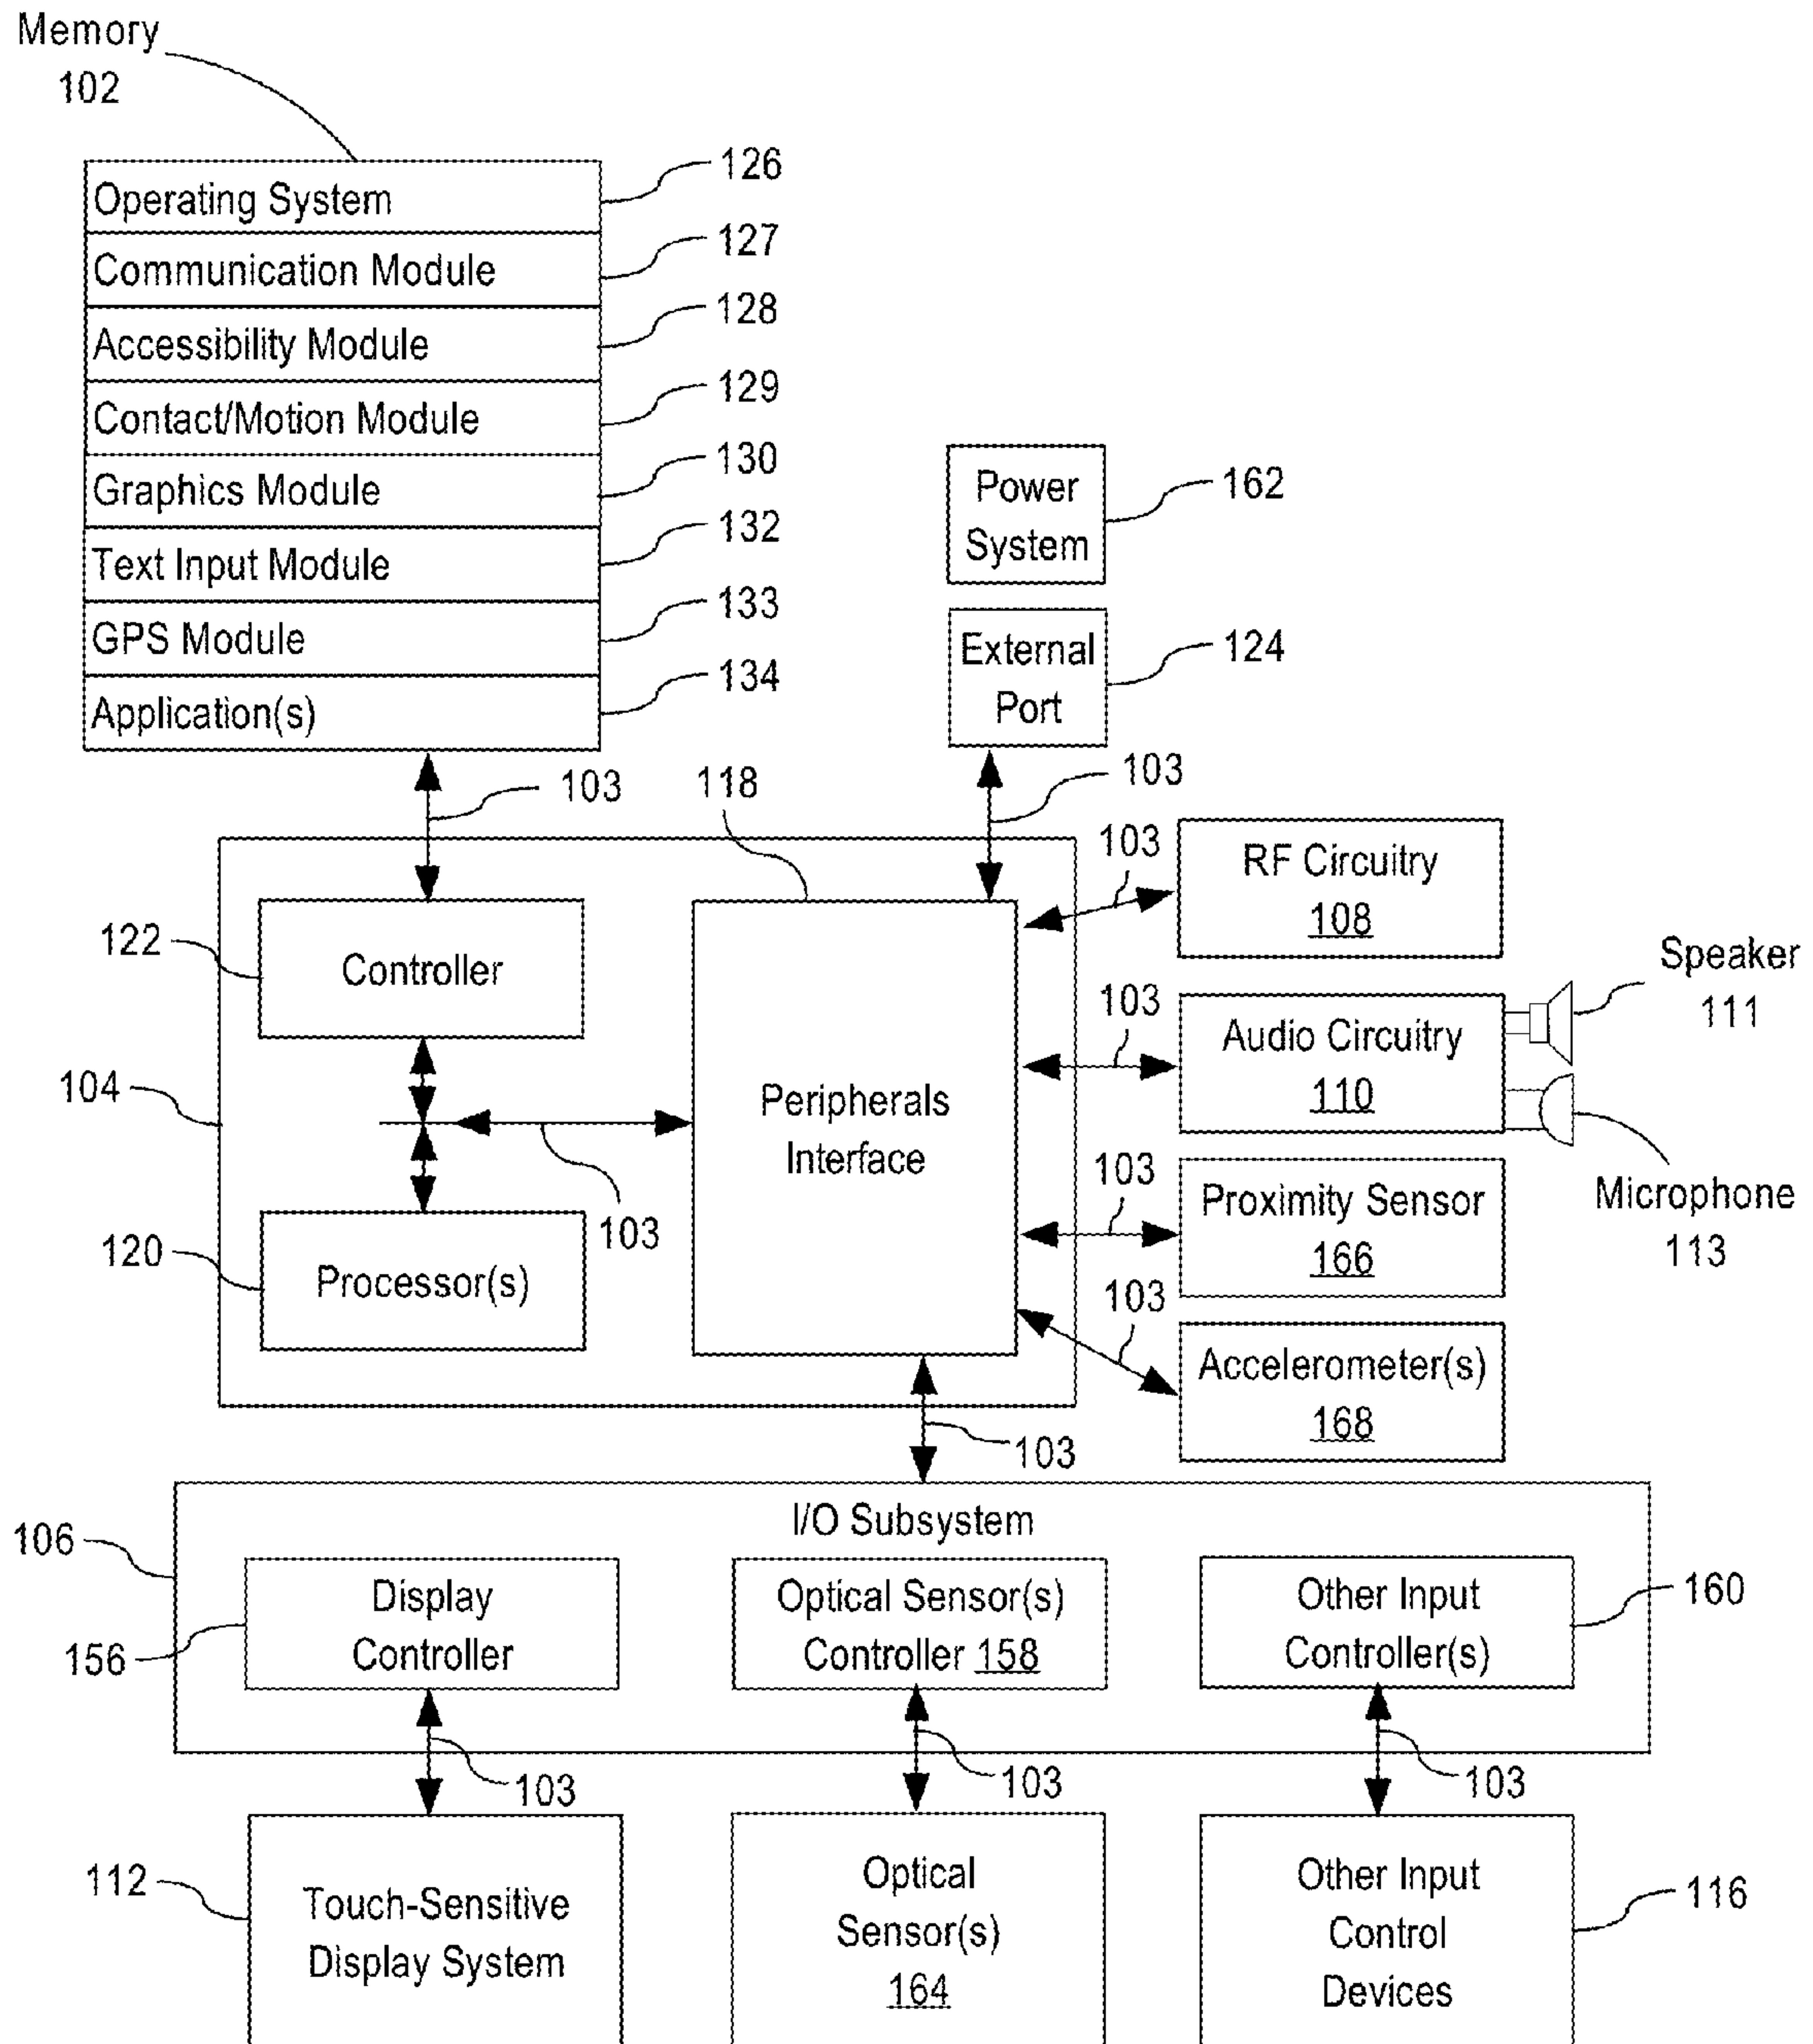 Memory
102
Operating System
126
Communication Module
127
Accessibility Module
128
Contact/Motion Module
129
Graphics Module
130
Text Input Module
132
GPS Module
133
Application(s)
134
Power
System
162
External
Port
124
103
118
103
103
RF Circuitry
108
122
Controller
Speaker
111
103
Audio Circuitry
110
104
Peripherals
Interface
103
103
Proximity Sensor
166
Microphone
113
120
Processor(s)
103
Accelerometer(s)
168
103
I/O Subsystem
106
Display
Controller
156
Optical Sensor(s)
Controller 158
Other Input
Controller(s)
160
103
103
103
112
Touch-Sensitive
Display System
Optical
Sensor(s)
164
Other Input
Control
Devices
116